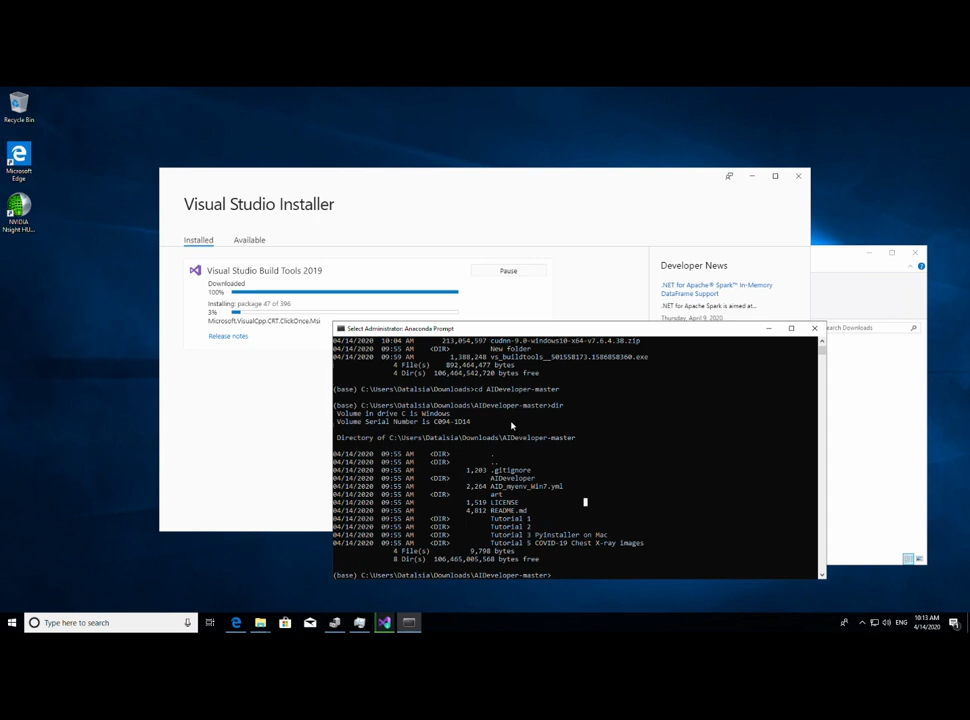 Recycle Bin
Microsoft
Edge
NVIDIA
Nsight HU...
Visual Studio Installer
Installed
Available
Visual Studio Build Tools 2019
Pause
Downloaded
100%
Installing: package 47 of 396
3%
Microsoft.VisualCpp.CRT.ClickOnce.Msi
Release notes
Developer News
.NET for Apache® Spark™ In-Memory
DataFrame Support
.NET for Apache Spark is aimed at...
Thursday, April 9, 2020
Search Downloads
Select Administrator: Anaconda Prompt
04/14/2020 10:04 AM 213,054,597 cudnn-9.0-windows10-x64-v7.6.4.38.zip
04/14/2020 09:55 AM <DIR> New folder
04/14/2020 09:59 AM 1,388,248 vs_buildtools__501558173.1586858360.exe
4 File(s) 892,464,477 bytes
4 Dir(s) 106,464,542,720 bytes free
(base) C:\Users\Datalsia\Downloads>cd AIDeveloper-master
(base) C:\Users\Datalsia\Downloads\AIDeveloper-master>dir
Volume in drive C is Windows
Volume Serial Number is C094-1D14
Directory of C:\Users\Datalsia\Downloads\AIDeveloper-master
04/14/2020 09:55 AM <DIR> .
04/14/2020 09:55 AM <DIR> ..
04/14/2020 09:55 AM 1,203 .gitignore
04/14/2020 09:55 AM <DIR> AIDeveloper
04/14/2020 09:55 AM 2,264 AID_myenv_Win7.yml
04/14/2020 09:55 AM <DIR> art
04/14/2020 09:55 AM 1,519 LICENSE
04/14/2020 09:55 AM 4,812 README.md
04/14/2020 09:55 AM <DIR> Tutorial 1
04/14/2020 09:55 AM <DIR> Tutorial 2
04/14/2020 09:55 AM <DIR> Tutorial 3 Pyinstaller on Mac
04/14/2020 09:55 AM <DIR> Tutorial 5 COVID-19 Chest X-ray images
4 File(s) 9,798 bytes
8 Dir(s) 106,465,005,568 bytes free
(base) C:\Users\Datalsia\Downloads\AIDeveloper-master>
Type here to search
ENG
10:13 AM
4/14/2020